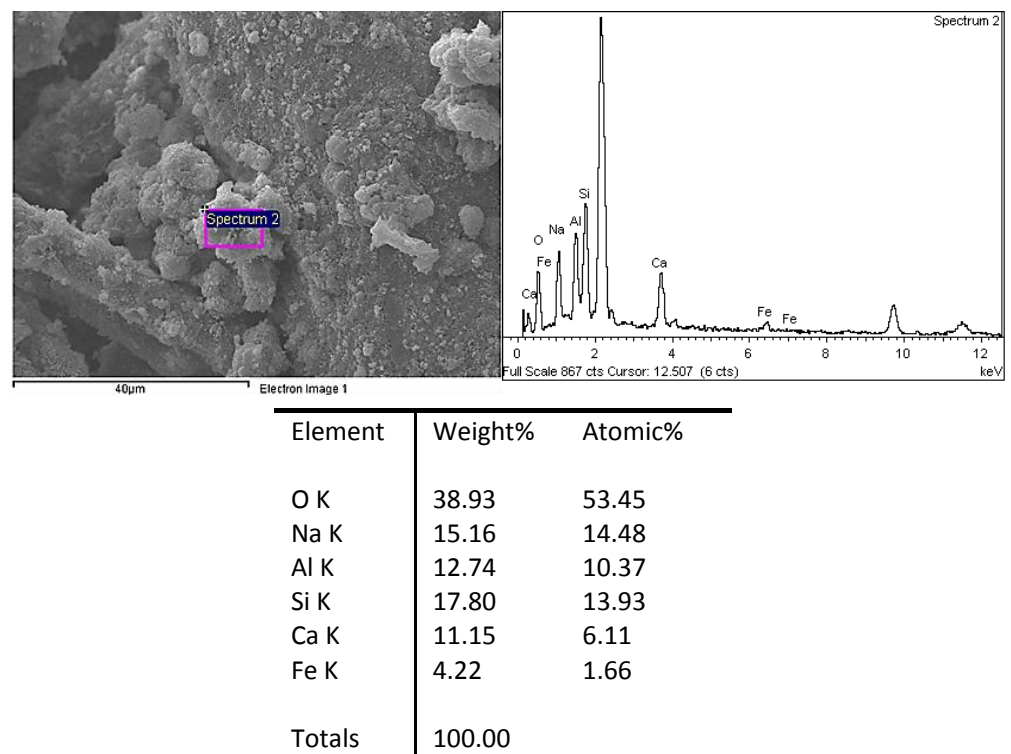 Spectrum 2
40µm
Electron Image 1
Spectrum 2
Si
Al
Na
O
Fe
Ca
Ca
Fe
Fe
0 2 4 6 8 10 12
Full Scale 867 cts Cursor: 12.507 (6 cts) keV
Element Weight% Atomic%
O K 38.93 53.45
Na K 15.16 14.48
Al K 12.74 10.37
Si K 17.80 13.93
Ca K 11.15 6.11
Fe K 4.22 1.66
Totals 100.00